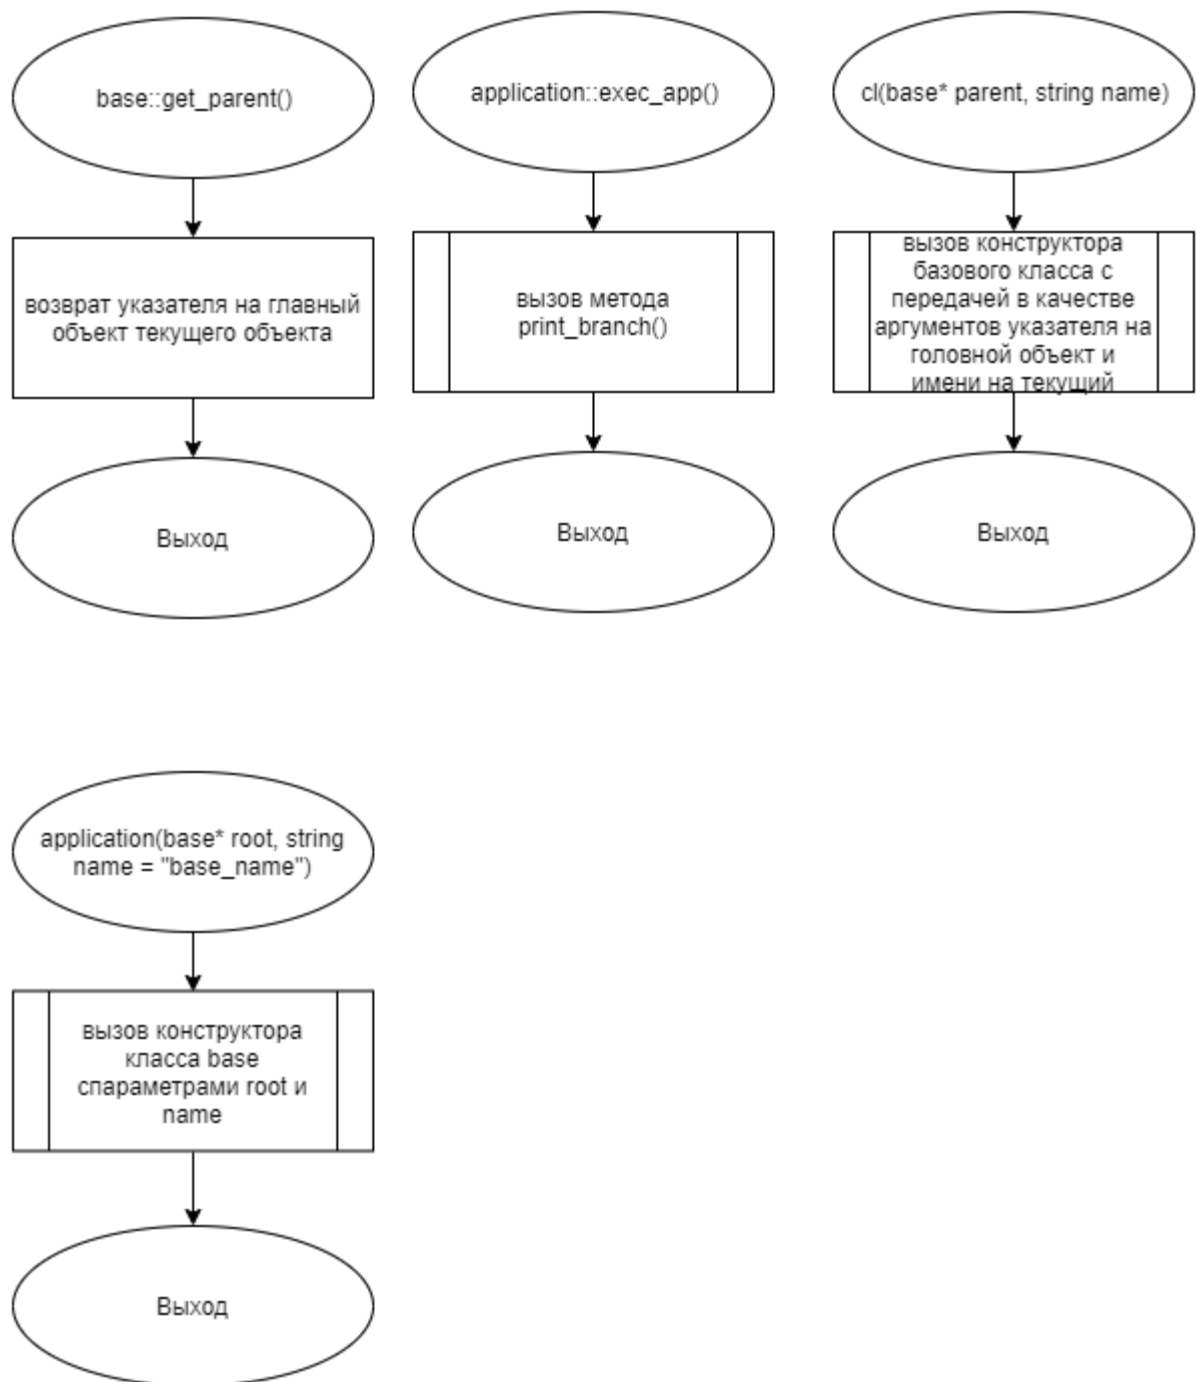 base::get_parent()
возврат указателя на главный
объект текущего объекта
Выход
application::exec_app()
вызов метода
print_branch()
Выход
cl(base* parent, string name)
вызов конструктора
базового класса с
передачей в качестве
аргументов указателя на
головной объект и
имени на текущий
Выход
application(base* root, string
name = "base_name")
вызов конструктора
класса base
спараметрами root и
name
Выход